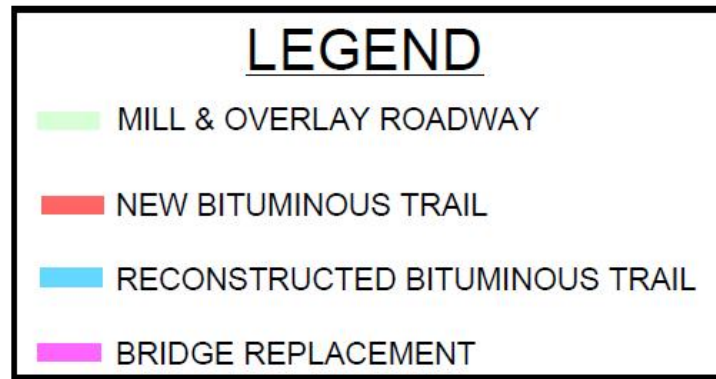 LEGEND
MILL & OVERLAY ROADWAY
NEW BITUMINOUS TRAIL
RECONSTRUCTED BITUMINOUS TRAIL
BRIDGE REPLACEMENT